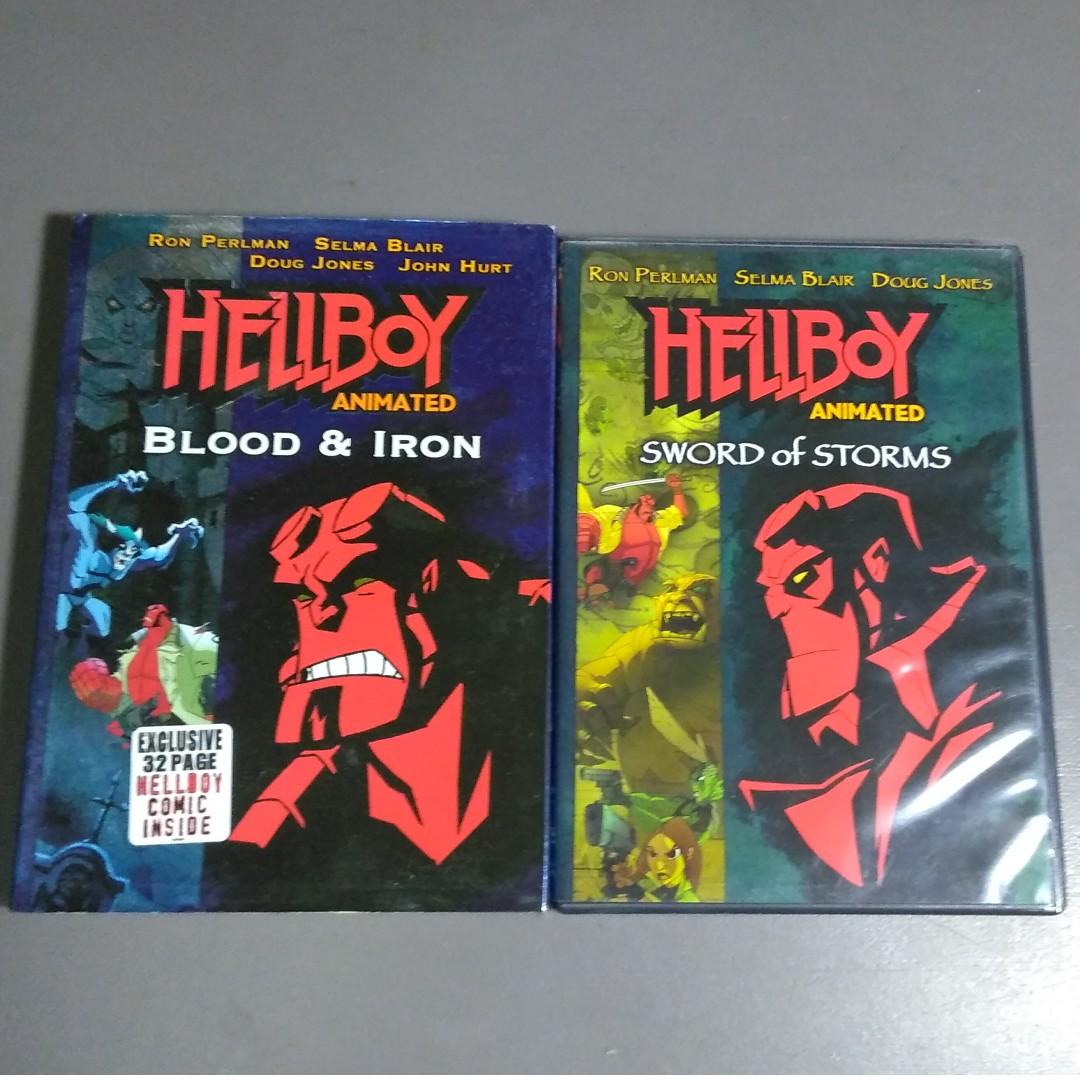 RON PERLMAN SELMA BLAIR
DOUG JONES JOHN HURT
HELLBOY
ANIMATED
BLOOD & IRON
EXCLUSIVE
32 PAGE
HELLBOY
COMIC
INSIDE
RON PERLMAN SELMA BLAIR DOUG JONES
HELLBOY
ANIMATED
SWORD of STORMS